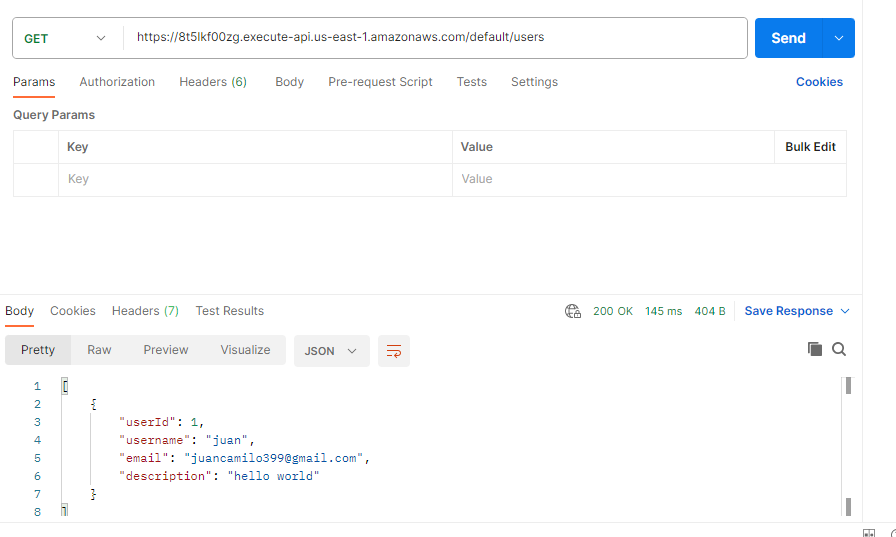 GET https://8t5lkf00zg.execute-api.us-east-1.amazonaws.com/default/users Send
Params Authorization Headers (6) Body Pre-request Script Tests Settings Cookies
Query Params
Key Value Bulk Edit
Key Value
Body Cookies Headers (7) Test Results 200 OK 145 ms 404 B Save Response
Pretty Raw Preview Visualize JSON
1 [
2 {
3 "userId": 1,
4 "username": "juan",
5 "email": "juancamilo399@gmail.com",
6 "description": "hello world"
7 }
8 ]